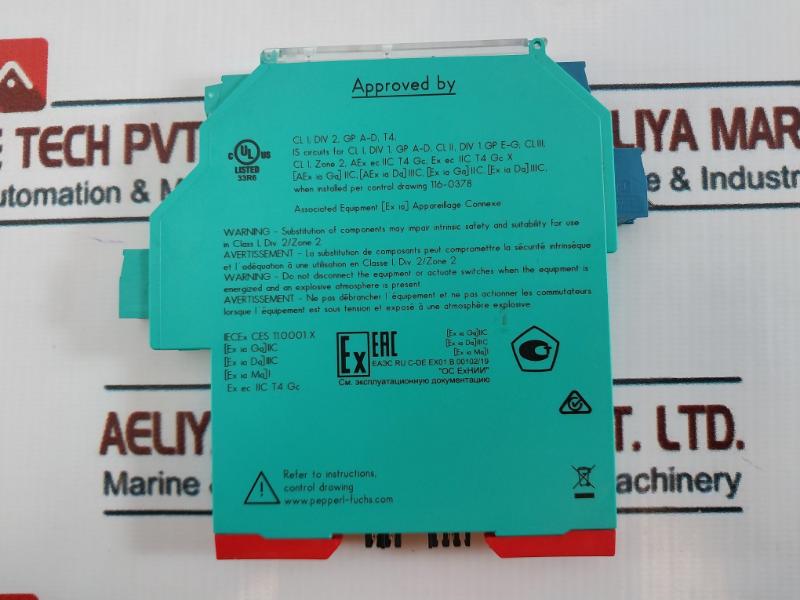 Approved by
CL I, DIV 2, GP A-D, T4;
IS circuits for CL I, DIV 1, GP A-D; CL II, DIV 1 GP E-G; CL III;
CL I, Zone 2, AEx ec IIC T4 Gc, Ex ec IIC T4 Gc X
[AEx ia Ga] IIC, [AEx ia Da] IIIC, [Ex ia Ga] IIC, [Ex ia Da] IIIC,
when installed per control drawing 116-0378
C UL US
LISTED
33R6
Associated Equipment [Ex ia] Appareillage Connexe
WARNING - Substitution of components may impair intrinsic safety and suitability for use
in Class I, Div. 2/Zone 2
AVERTISSEMENT - La substitution de composants peut compromettre la sécurité intrinsèque
et l'adéquation à une utilisation en Classe I, Div. 2/Zone 2
WARNING - Do not disconnect the equipment or actuate switches when the equipment is
energized and an explosive atmosphere is present
AVERTISSEMENT - Ne pas débrancher l'équipement et ne pas actionner les commutateurs
lorsque l'équipement est sous tension et exposé à une atmosphère explosive
IECEx CES 11.0001 X
[Ex ia Ga] IIC
[Ex ia Da] IIIC
[Ex ia Ma] I
Ex ec IIC T4 Gc
Ex EAC
[Ex ia Ga] IIC
[Ex ia Da] IIIC
[Ex ia Ma] I
ЕАЭС RU C-DE.EX01.B.00102/19
"ОС ЕхНИИ"
См. эксплуатационную документацию
Refer to instructions,
control drawing
www.pepperl-fuchs.com
E TECH PVT
AELIYA MAR
utomation & M
e & Industri
AELIYA
T. LTD.
Marine &
achinery